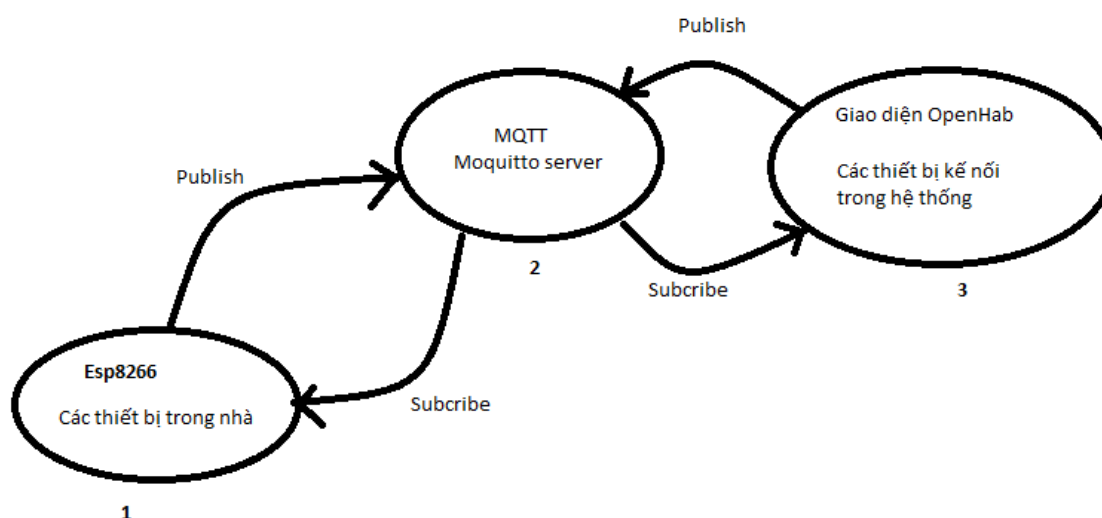 Publish
MQTT
Moquitto server
Giao diện OpenHab
Các thiết bị kế nối
trong hệ thống
Publish
2
Subcribe
3
Esp8266
Các thiết bị trong nhà
Subcribe
1